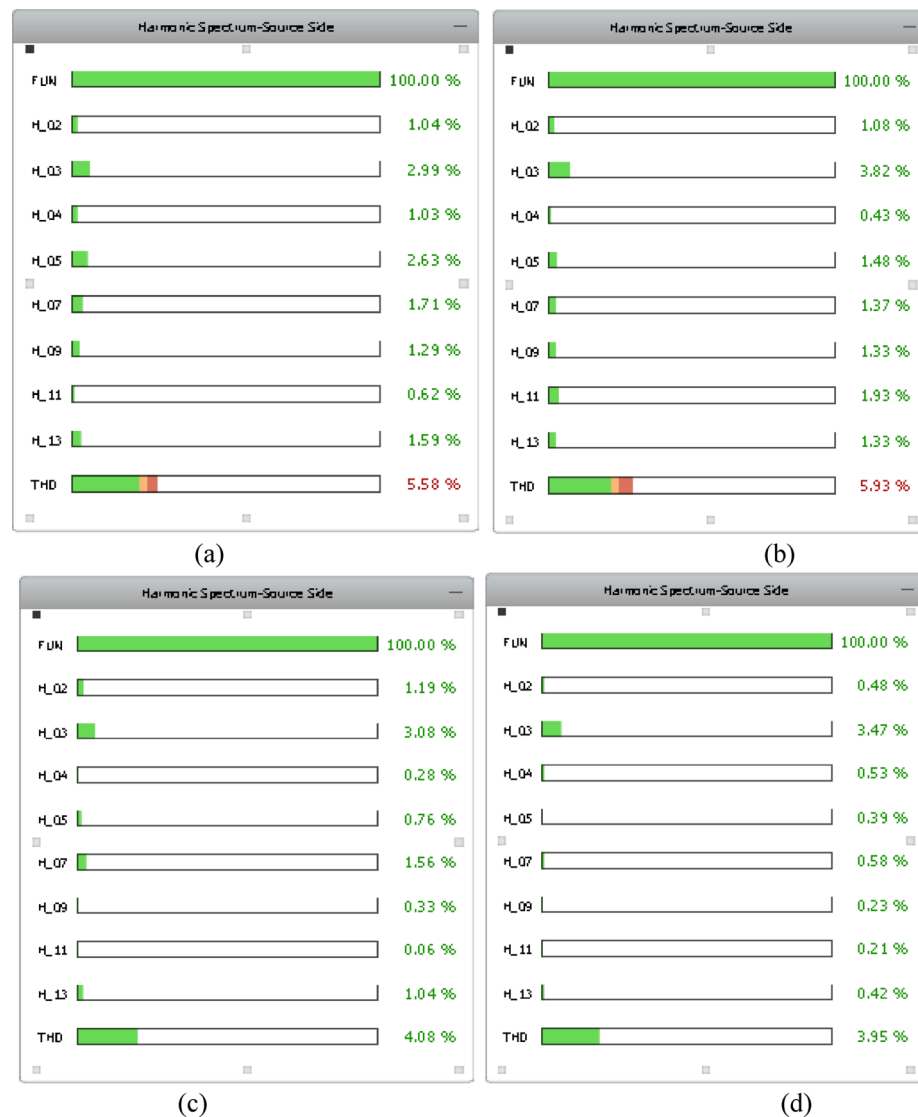 Harmonic Spectrum-Source Side
FUN 100.00 %
H_02 1.04 %
H_03 2.99 %
H_04 1.03 %
H_05 2.63 %
H_07 1.71 %
H_09 1.29 %
H_11 0.62 %
H_13 1.59 %
THD 5.58 %
(a)
Harmonic Spectrum-Source Side
FUN 100.00 %
H_02 1.08 %
H_03 3.82 %
H_04 0.43 %
H_05 1.48 %
H_07 1.37 %
H_09 1.33 %
H_11 1.93 %
H_13 1.33 %
THD 5.93 %
(b)
Harmonic Spectrum-Source Side
FUN 100.00 %
H_02 1.19 %
H_03 3.08 %
H_04 0.28 %
H_05 0.76 %
H_07 1.56 %
H_09 0.33 %
H_11 0.06 %
H_13 1.04 %
THD 4.08 %
(c)
Harmonic Spectrum-Source Side
FUN 100.00 %
H_02 0.48 %
H_03 3.47 %
H_04 0.53 %
H_05 0.39 %
H_07 0.58 %
H_09 0.23 %
H_11 0.21 %
H_13 0.42 %
THD 3.95 %
(d)